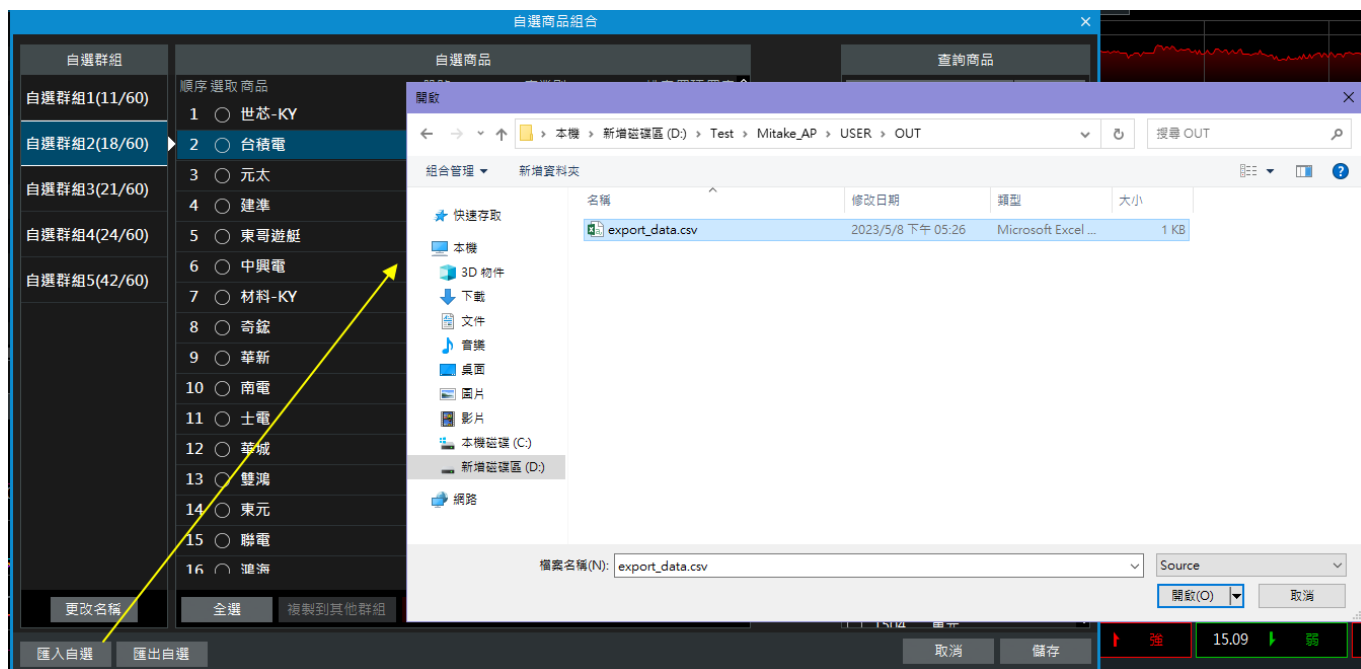 自選商品組合
自選群組
自選商品
查詢商品
自選群組1(11/60)
自選群組2(18/60)
自選群組3(21/60)
自選群組4(24/60)
自選群組5(42/60)
順序 選取 商品
1 世芯-KY
2 台積電
3 元太
4 建準
5 東哥遊艇
6 中興電
7 材料-KY
8 奇鋐
9 華新
10 南電
11 士電
12 華城
13 雙鴻
14 東元
15 聯電
16 鴻海
更改名稱
全選
複製到其他群組
匯入自選
匯出自選
取消
儲存
開啟
本機 › 新增磁碟區 (D:) › Test › Mitake_AP › USER › OUT
搜尋 OUT
組合管理
新增資料夾
名稱
修改日期
類型
大小
export_data.csv
2023/5/8 下午 05:26
Microsoft Excel ...
1 KB
快速存取
本機
3D 物件
下載
文件
音樂
桌面
圖片
影片
本機磁碟 (C:)
新增磁碟區 (D:)
網路
檔案名稱(N):
export_data.csv
Source
開啟(O)
取消
強
15.09
弱